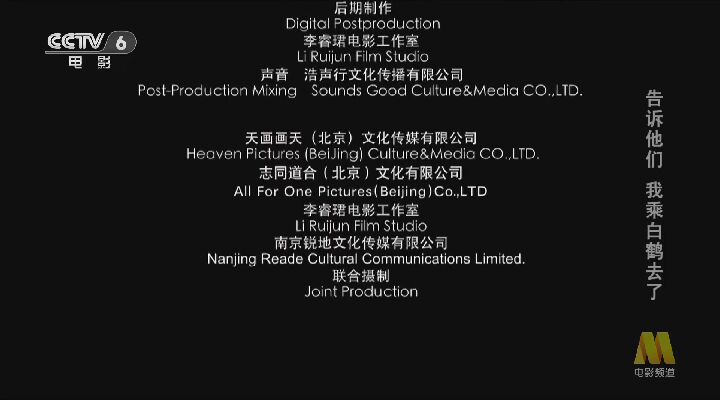 后期制作
Digital Postproduction
李睿珺电影工作室
Li Ruijun Film Studio
声音 浩声行文化传播有限公司
Post-Production Mixing Sounds Good Culture&Media CO.,LTD.
天画画天（北京）文化传媒有限公司
Heaven Pictures (BeiJing) Culture&Media CO.,LTD.
志同道合（北京）文化有限公司
All For One Pictures(Beijing)Co.,LTD
李睿珺电影工作室
Li Ruijun Film Studio
南京锐地文化传媒有限公司
Nanjing Reade Cultural Communications Limited.
联合摄制
Joint Production
CCTV 6
电影
告诉他们 我乘白鹤去了
电影频道